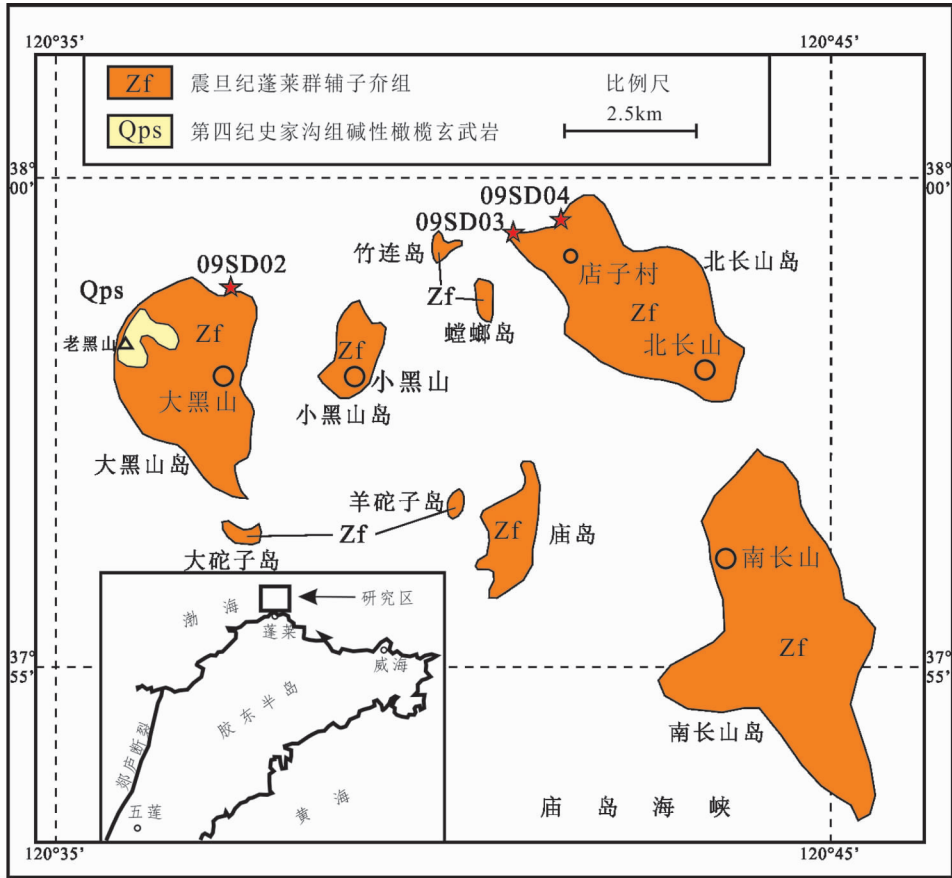 120°35′
120°45′
Zf
震旦纪蓬莱群辅子夼组
比例尺
2.5km
Qps
第四纪史家沟组碱性橄榄玄武岩
38°
00′
38°
00′
09SD04
09SD03
竹连岛
09SD02
北长山岛
店子村
Qps
Zf
Zf
Zf
螳螂岛
老黑山
Zf
北长山
大黑山
小黑山
小黑山岛
大黑山岛
羊砣子岛
Zf
Zf
庙岛
大砣子岛
南长山
渤海
研究区
蓬莱
威海
Zf
37°
55′
37°
55′
胶东半岛
南长山岛
郯庐断裂
五莲
黄海
庙岛海峡
120°35′
120°45′